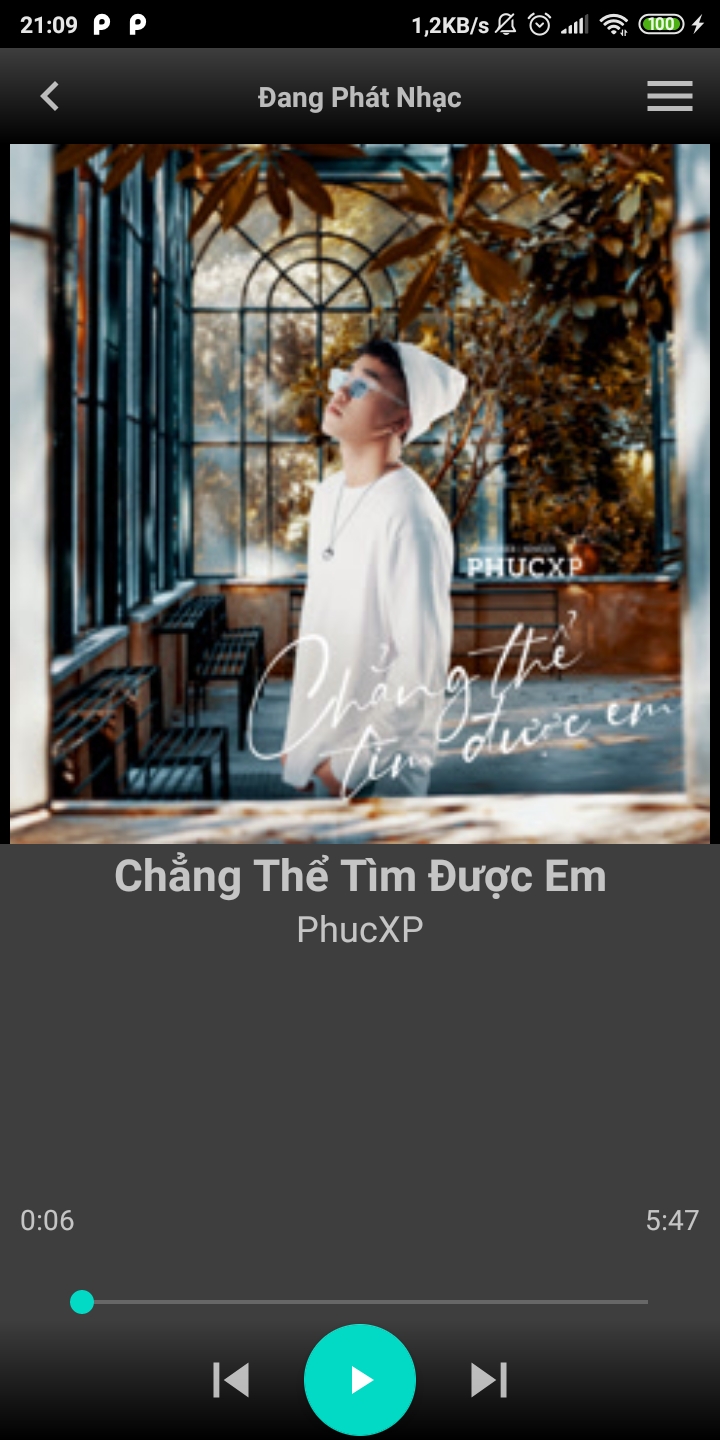 21:09 1,2KB/s 100
Đang Phát Nhạc
PHUCXP
Chẳng thể
tìm được em
Chẳng Thể Tìm Được Em
PhucXP
0:06 5:47